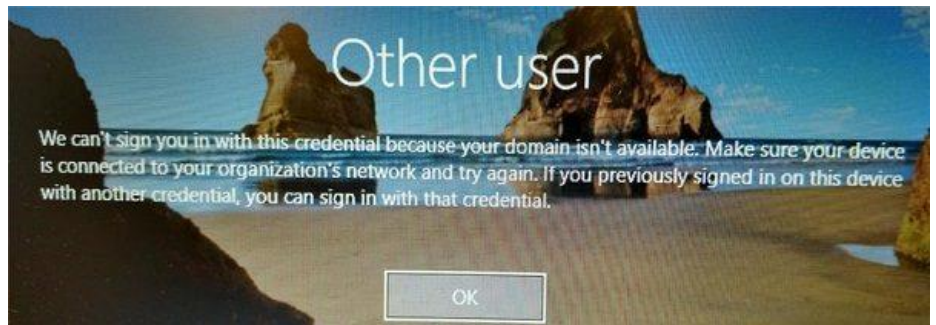 Other user
We can't sign you in with this credential because your domain isn't available. Make sure your device
is connected to your organization's network and try again. If you previously signed in on this device
with another credential, you can sign in with that credential.
OK